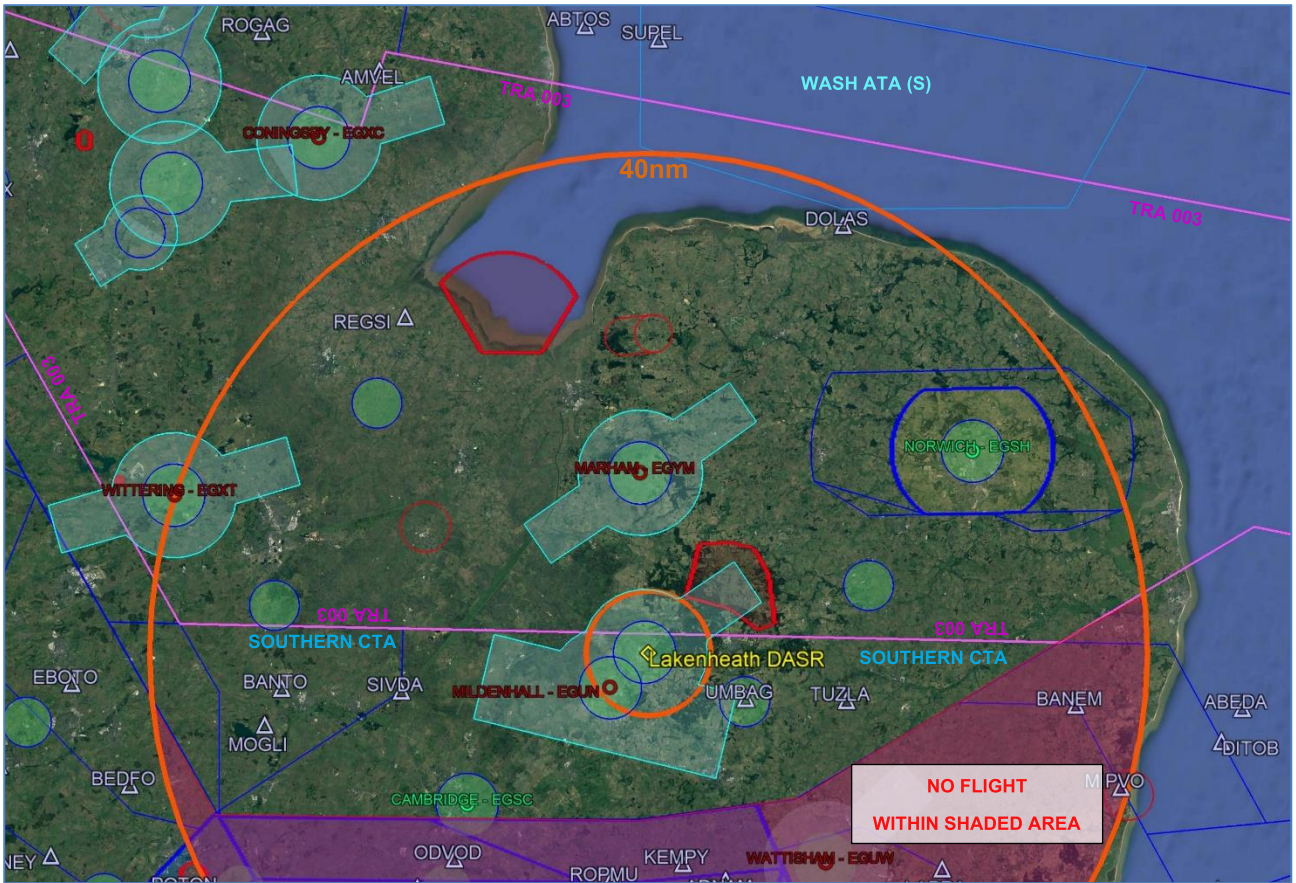 ROGAG
ABTOS
SUPEL
AMVEL
WASH ATA (S)
TRA 003
CONINGSBY - EGXC
40nm
TRA 003
DOLAS
REGSI
TRA 003
NORWICH - EGSH
MARHAM - EGYM
WITTERING - EGXT
TRA 003
TRA 003
SOUTHERN CTA
SOUTHERN CTA
Lakenheath DASR
EBOTO
BANTO
SIVDA
MILDENHALL - EGUN
UMBAG
TUZLA
BANEM
ABEDA
MOGLI
DITOB
BEDFO
NO FLIGHT
MIPVO
CAMBRIDGE - EGSC
WITHIN SHADED AREA
ODVOD
KEMPY
WATTISHAM - EGUW
NEY
ROPMU